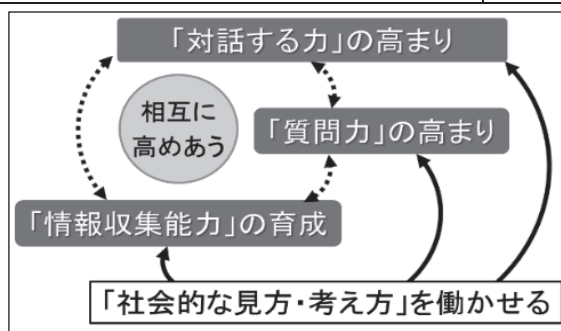 「対話する力」の高まり
相互に
高めあう
「質問力」の高まり
「情報収集能力」の育成
「社会的な見方・考え方」を働かせる